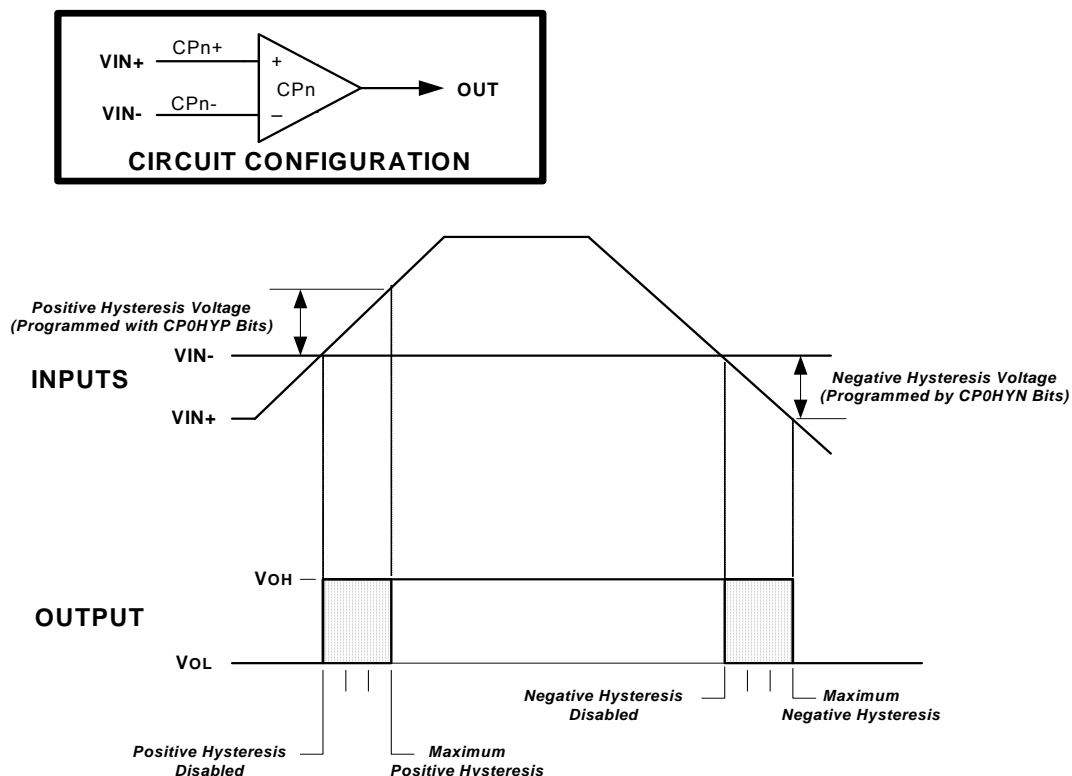 CPn+
VIN+
+
CPn
OUT
CPn-
VIN-
–
CIRCUIT CONFIGURATION
Positive Hysteresis Voltage
(Programmed with CP0HYP Bits)
VIN-
INPUTS
Negative Hysteresis Voltage
(Programmed by CP0HYN Bits)
VIN+
VOH
OUTPUT
VOL
Negative Hysteresis
Disabled
Maximum
Negative Hysteresis
Positive Hysteresis
Disabled
Maximum
Positive Hysteresis